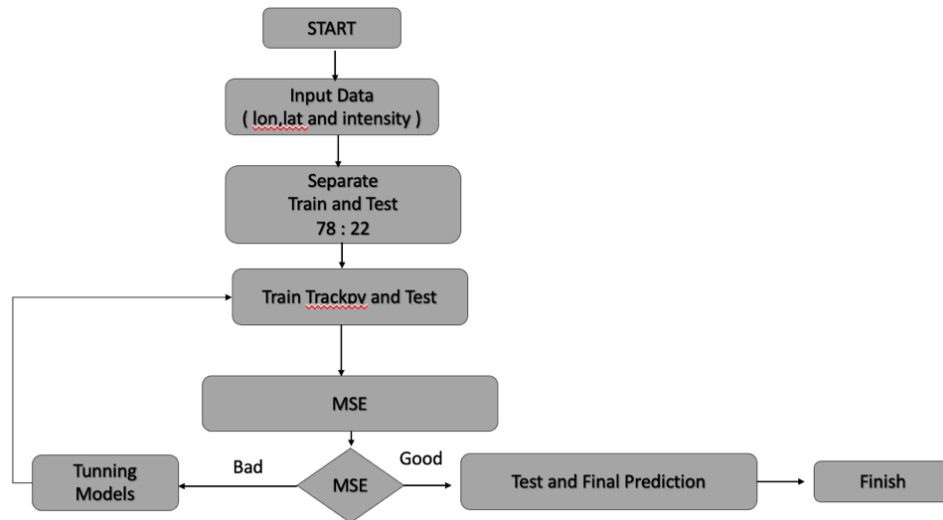 START
Input Data
( lon,lat and intensity )
Separate
Train and Test
78 : 22
Train Trackpy and Test
MSE
Tunning
Models
Bad
MSE
Good
Test and Final Prediction
Finish